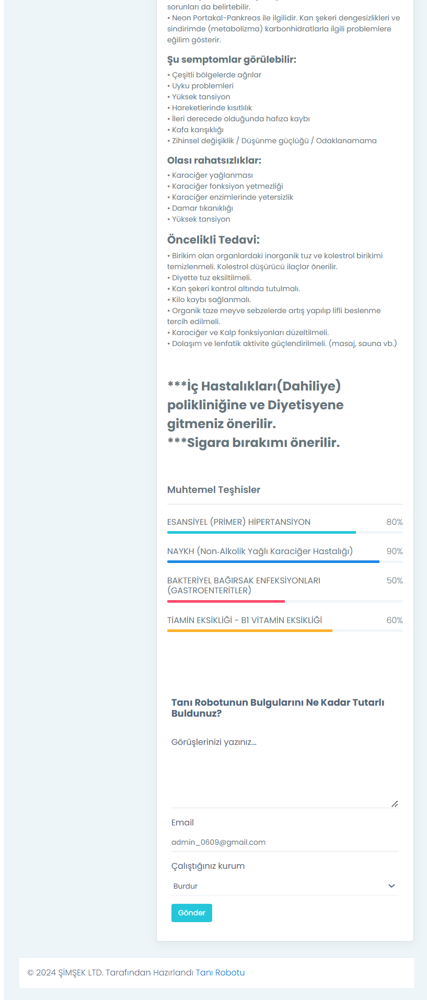 sorunları da belirtebilir.
• Neon Portakal-Pankreas ile ilgilidir. Kan şekeri dengesizlikleri ve
sindirimde (metabolizma) karbonhidratlarla ilgili problemlere
eğilim gösterir.
Şu semptomlar görülebilir:
• Çeşitli bölgelerde ağrılar
• Uyku problemleri
• Yüksek tansiyon
• Hareketlerinde kısıtlılık
• İleri derecede olduğunda hafıza kaybı
• Kafa karışıklığı
• Zihinsel değişiklik / Düşünme güçlüğü / Odaklanamama
Olası rahatsızlıklar:
• Karaciğer yağlanması
• Karaciğer fonksiyon yetmezliği
• Karaciğer enzimlerinde yetersizlik
• Damar tıkanıklığı
• Yüksek tansiyon
Öncelikli Tedavi:
• Birikim olan organlardaki inorganik tuz ve kolestrol birikimi
temizlenmeli. Kolestrol düşürücü ilaçlar önerilir.
• Diyette tuz eksiltilmeli.
• Kan şekeri kontrol altında tutulmalı.
• Kilo kaybı sağlanmalı.
• Organik taze meyve sebzelerde artış yapılıp lifli beslenme
tercih edilmeli.
• Karaciğer ve Kalp fonksiyonları düzeltilmeli.
• Dolaşım ve lenfatik aktivite güçlendirilmeli. (masaj, sauna vb.)
***İç Hastalıkları(Dahiliye)
polikliniğine ve Diyetisyene
gitmeniz önerilir.
***Sigara bırakımı önerilir.
Muhtemel Teşhisler
ESANSİYEL (PRİMER) HİPERTANSİYON 80%
NAYKH (Non-Alkolik Yağlı Karaciğer Hastalığı) 90%
BAKTERİYEL BAĞIRSAK ENFEKSİYONLARI 50%
(GASTROENTERİTLER)
TİAMİN EKSİKLİĞİ - B1 VİTAMİN EKSİKLİĞİ 60%
Tanı Robotunun Bulgularını Ne Kadar Tutarlı
Buldunuz?
Görüşlerinizi yazınız...
Email
admin_0609@gmail.com
Çalıştığınız kurum
Burdur
Gönder
© 2024 ŞİMŞEK LTD. Tarafından Hazırlandı Tanı Robotu